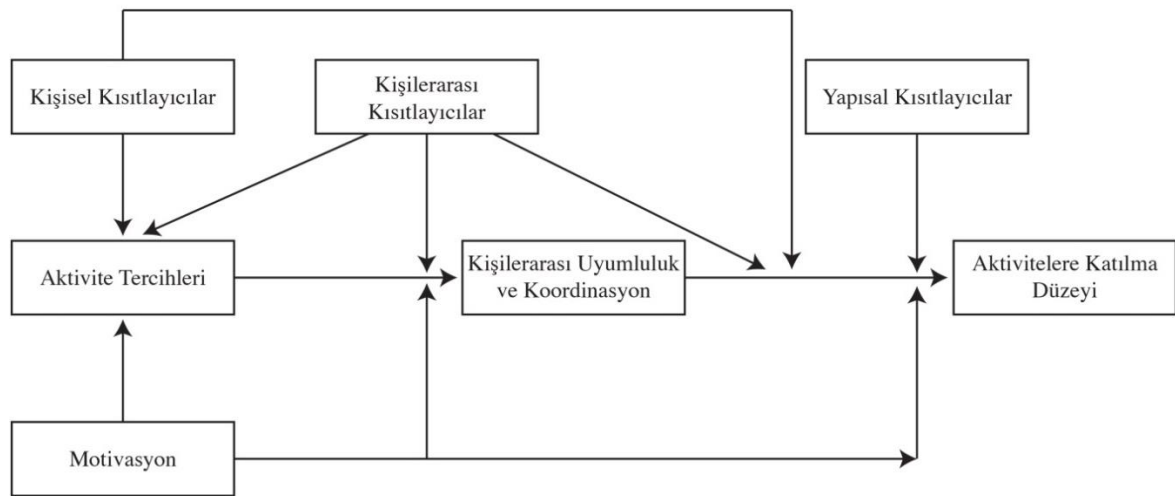 Kişisel Kısıtlayıcılar
Kişilerarası
Kısıtlayıcılar
Yapısal Kısıtlayıcılar
Aktivite Tercihleri
Kişilerarası Uyumluluk
ve Koordinasyon
Aktivitelere Katılma
Düzeyi
Motivasyon